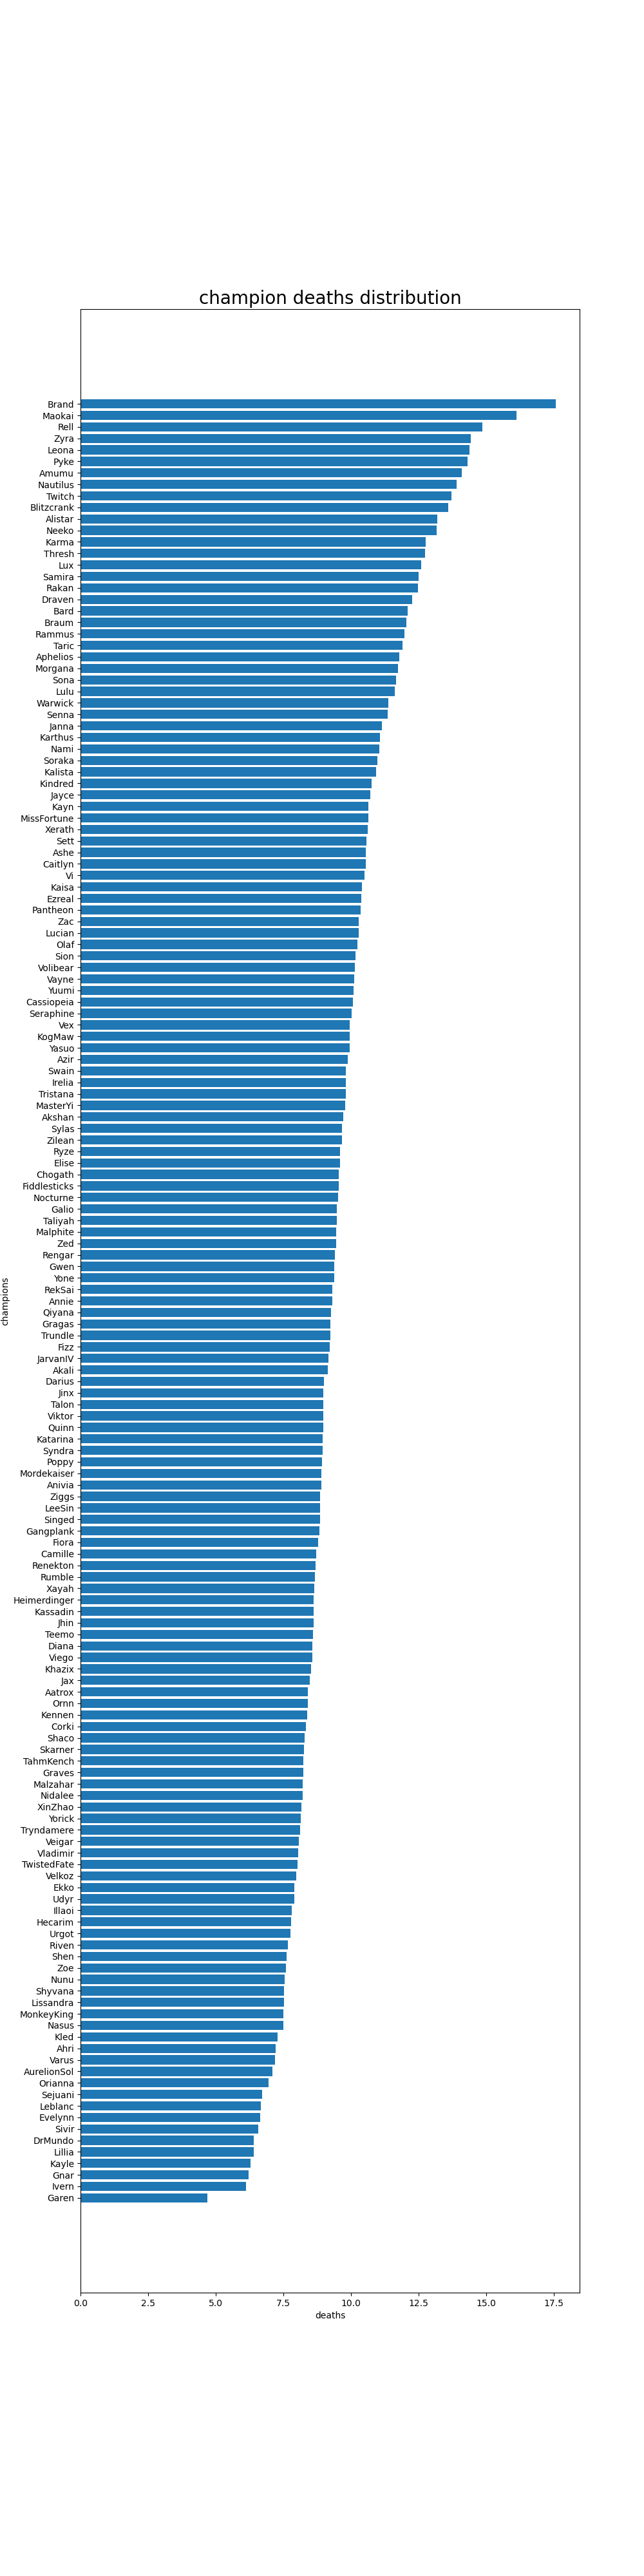 champion deaths distribution
Brand
Maokai
Rell
Zyra
Leona
Pyke
Amumu
Nautilus
Twitch
Blitzcrank
Alistar
Neeko
Karma
Thresh
Lux
Samira
Rakan
Draven
Bard
Braum
Rammus
Taric
Aphelios
Morgana
Sona
Lulu
Warwick
Senna
Janna
Karthus
Nami
Soraka
Kalista
Kindred
Jayce
Kayn
MissFortune
Xerath
Sett
Ashe
Caitlyn
Vi
Kaisa
Ezreal
Pantheon
Zac
Lucian
Olaf
Sion
Volibear
Vayne
Yuumi
Cassiopeia
Seraphine
Vex
KogMaw
Yasuo
Azir
Swain
Irelia
Tristana
MasterYi
Akshan
Sylas
Zilean
Ryze
Elise
Chogath
Fiddlesticks
Nocturne
Galio
Taliyah
Malphite
Zed
Rengar
Gwen
Yone
RekSai
Annie
Qiyana
Gragas
Trundle
Fizz
JarvanIV
Akali
Darius
Jinx
Talon
Viktor
Quinn
Katarina
Syndra
Poppy
Mordekaiser
Anivia
Ziggs
LeeSin
Singed
Gangplank
Fiora
Camille
Renekton
Rumble
Xayah
Heimerdinger
Kassadin
Jhin
Teemo
Diana
Viego
Khazix
Jax
Aatrox
Ornn
Kennen
Corki
Shaco
Skarner
TahmKench
Graves
Malzahar
Nidalee
XinZhao
Yorick
Tryndamere
Veigar
Vladimir
TwistedFate
Velkoz
Ekko
Udyr
Illaoi
Hecarim
Urgot
Riven
Shen
Zoe
Nunu
Shyvana
Lissandra
MonkeyKing
Nasus
Kled
Ahri
Varus
AurelionSol
Orianna
Sejuani
Leblanc
Evelynn
Sivir
DrMundo
Lillia
Kayle
Gnar
Ivern
Garen
champions
0.0 2.5 5.0 7.5 10.0 12.5 15.0 17.5
deaths